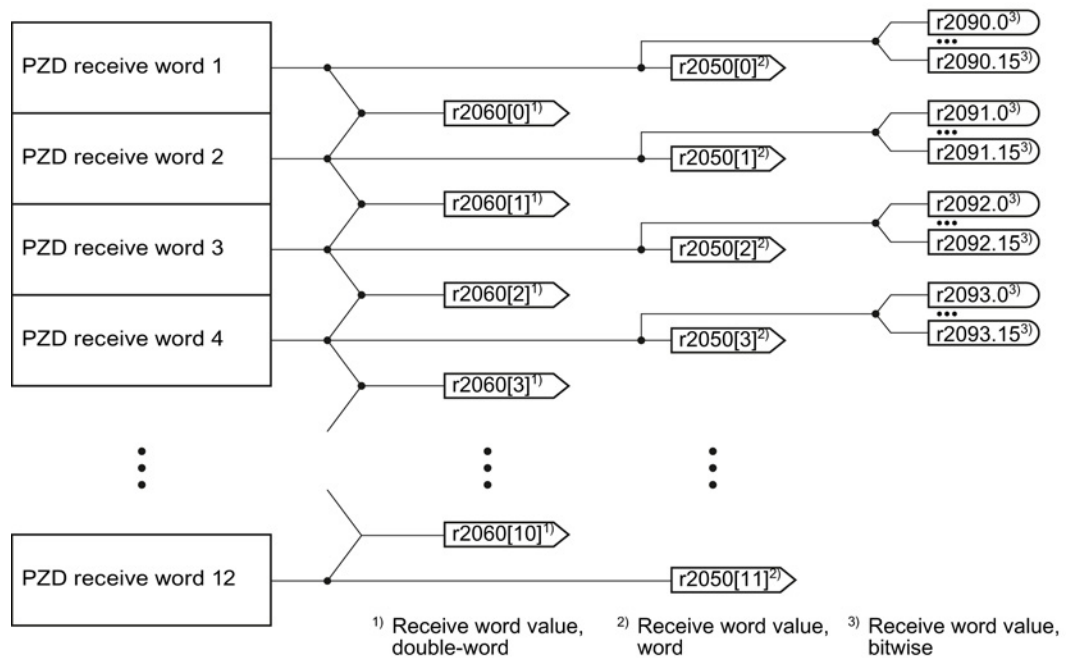 PZD receive word 1
r2090.0³⁾
•••
r2050[0]²⁾
r2090.15³⁾
r2060[0]¹⁾
r2091.0³⁾
•••
PZD receive word 2
r2050[1]²⁾
r2091.15³⁾
r2060[1]¹⁾
r2092.0³⁾
•••
PZD receive word 3
r2050[2]²⁾
r2092.15³⁾
r2060[2]¹⁾
r2093.0³⁾
•••
PZD receive word 4
r2050[3]²⁾
r2093.15³⁾
r2060[3]¹⁾
r2060[10]¹⁾
PZD receive word 12
r2050[11]²⁾
¹⁾ Receive word value,
double-word
²⁾ Receive word value,
word
³⁾ Receive word value,
bitwise